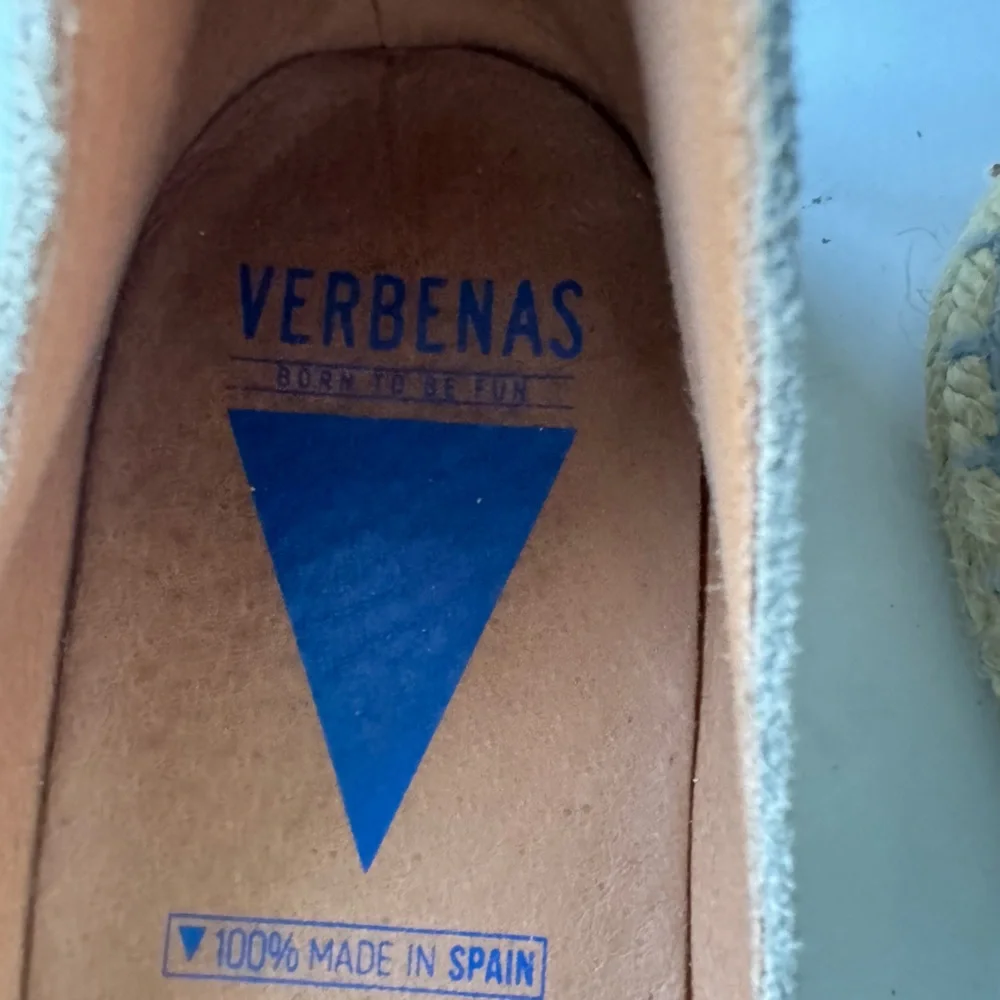 VERBENAS
BORN TO BE FUN
100% MADE IN SPAIN